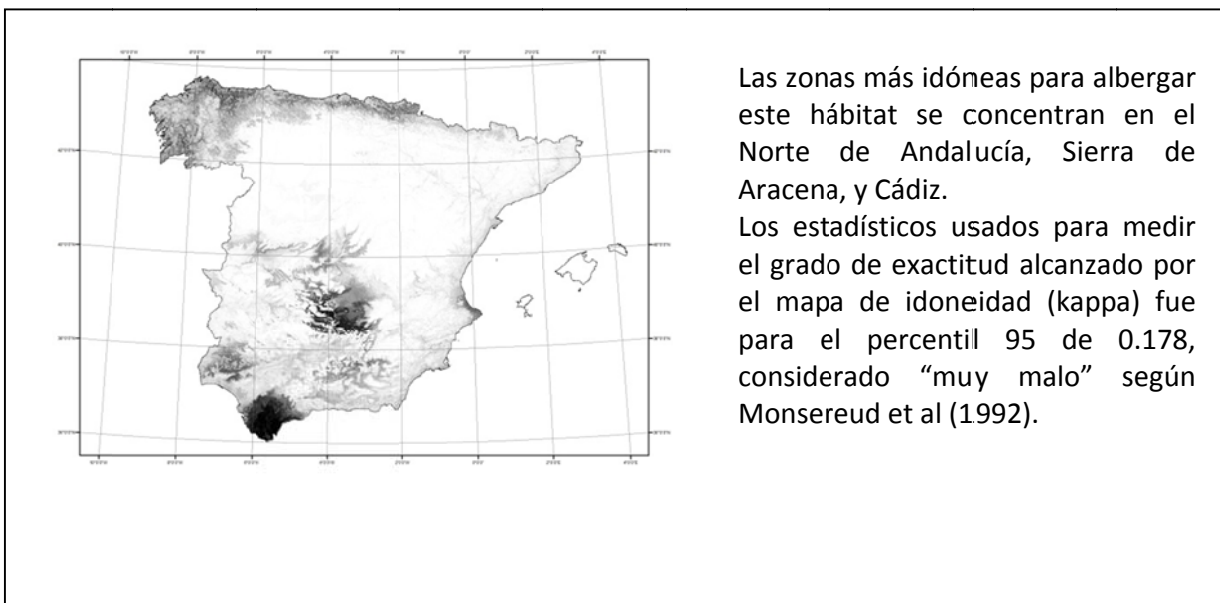 Las zonas más idóneas para albergar
este hábitat se concentran en el
Norte de Andalucía, Sierra de
Aracena, y Cádiz.
Los estadísticos usados para medir
el grado de exactitud alcanzado por
el mapa de idoneidad (kappa) fue
para el percentil 95 de 0.178,
considerado “muy malo” según
Monsereud et al (1992).